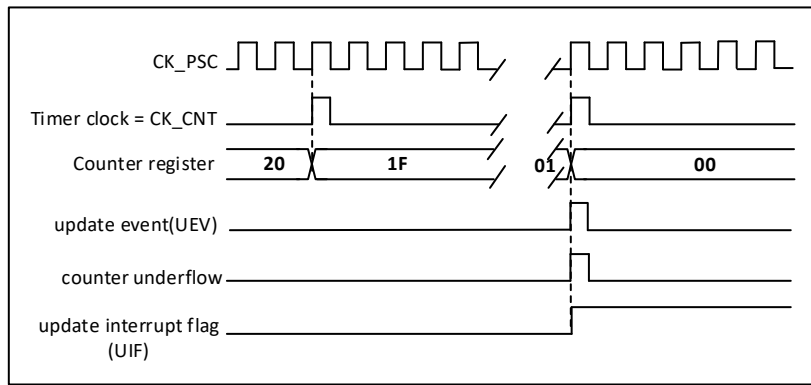 CK_PSC
Timer clock = CK_CNT
Counter register 20 1F 01 00
update event(UEV)
counter underflow
update interrupt flag
(UIF)